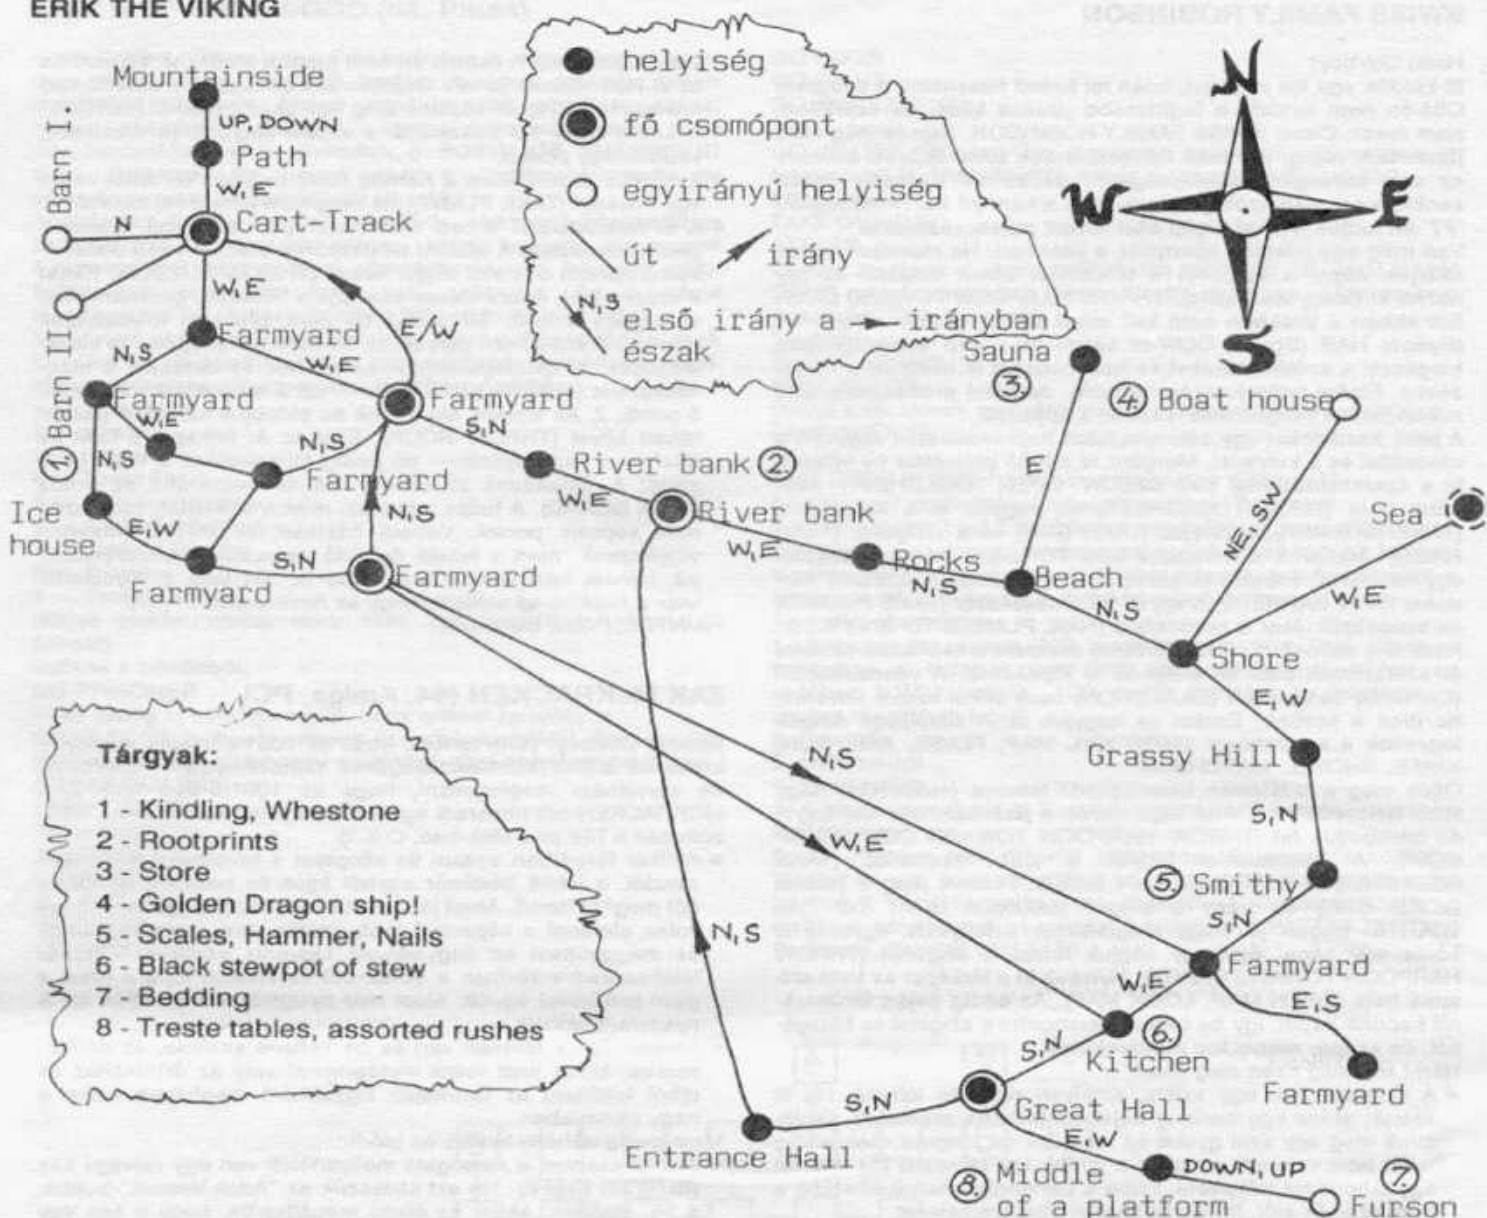 ERIK THE VIKING
helyiség
fő csomópont
egyirányú helyiség
út
irány
N,S
első irány a
irányban
észak
N
W
E
S
Mountainside
UP, DOWN
Path
W,E
Cart-Track
Barn I.
N
Barn I.
①
W,E
Farmyard
N,S
W,E
E/W
Farmyard
Farmyard
W,E
N,S
N,S
S,N
Farmyard
River bank ②.
W,E
River bank
N,S
Ice
house
E,W
S,N
Farmyard
Farmyard
Sauna
③.
④. Boat house
E
W,E
Rocks
N,S
Beach
N,S
NE, SW
Sea
W,E
Shore
E,W
Grassy Hill
S,N
⑤. Smithy
S,N
N,S
W,E
Farmyard
W,E
E,S
Farmyard
⑥.
Kitchen
S,N
Great Hall
S,N
Entrance Hall
N,S
E,W
⑧. Middle
of a platform
DOWN, UP
⑦.
Furson
Tárgyak:
1 - Kindling, Whestone
2 - Rootprints
3 - Store
4 - Golden Dragon ship!
5 - Scales, Hammer, Nails
6 - Black stewpot of stew
7 - Bedding
8 - Treste tables, assorted rushes